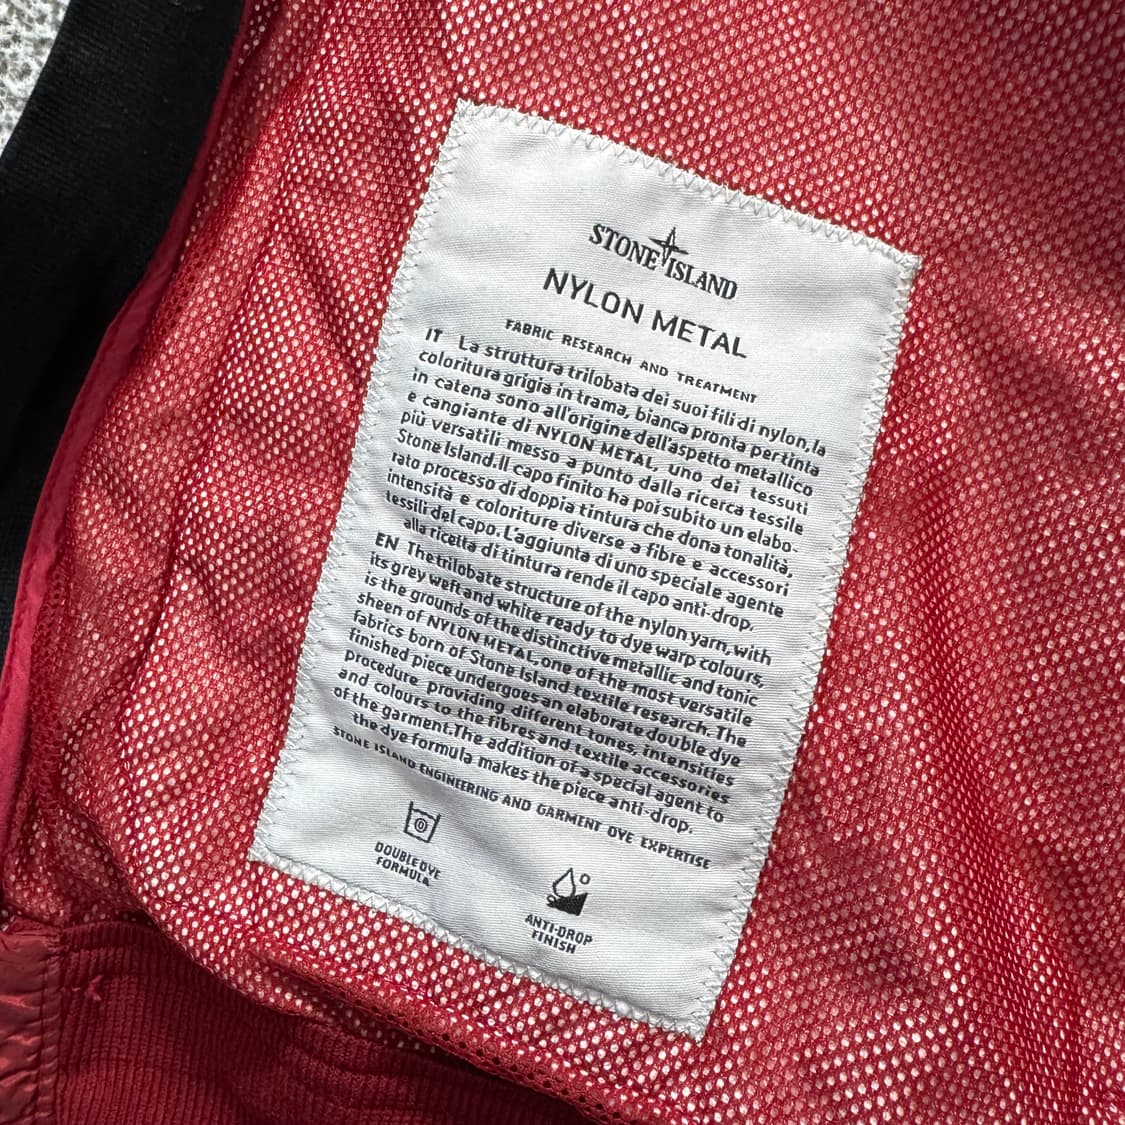 STONE ISLAND
NYLON METAL
FABRIC RESEARCH AND TREATMENT
IT La struttura trilobata dei suoi fili di nylon, la
coloritura grigia in trama, bianca pronta per tinta
in catena sono all'origine dell'aspetto metallico
e cangiante di NYLON METAL, uno dei tessuti
più versatili messo a punto dalla ricerca tessile
Stone Island. Il capo finito ha poi subito un elabo-
rato processo di doppia tintura che dona tonalità,
intensità e coloriture diverse a fibre e accessori
tessili del capo. L'aggiunta di uno speciale agente
alla ricetta di tintura rende il capo anti-drop.
EN The trilobate structure of the nylon yarn, with
its grey weft and white ready to dye warp colours,
is the grounds of the distinctive metallic and tonic
sheen of NYLON METAL, one of the most versatile
fabrics born of Stone Island textile research. The
finished piece undergoes an elaborate double dye
procedure providing different tones, intensities
and colours to the fibres and textile accessories
of the garment. The addition of a special agent to
the dye formula makes the piece anti-drop.
STONE ISLAND ENGINEERING AND GARMENT DYE EXPERTISE
DOUBLE DYE
FORMULA
ANTI-DROP
FINISH